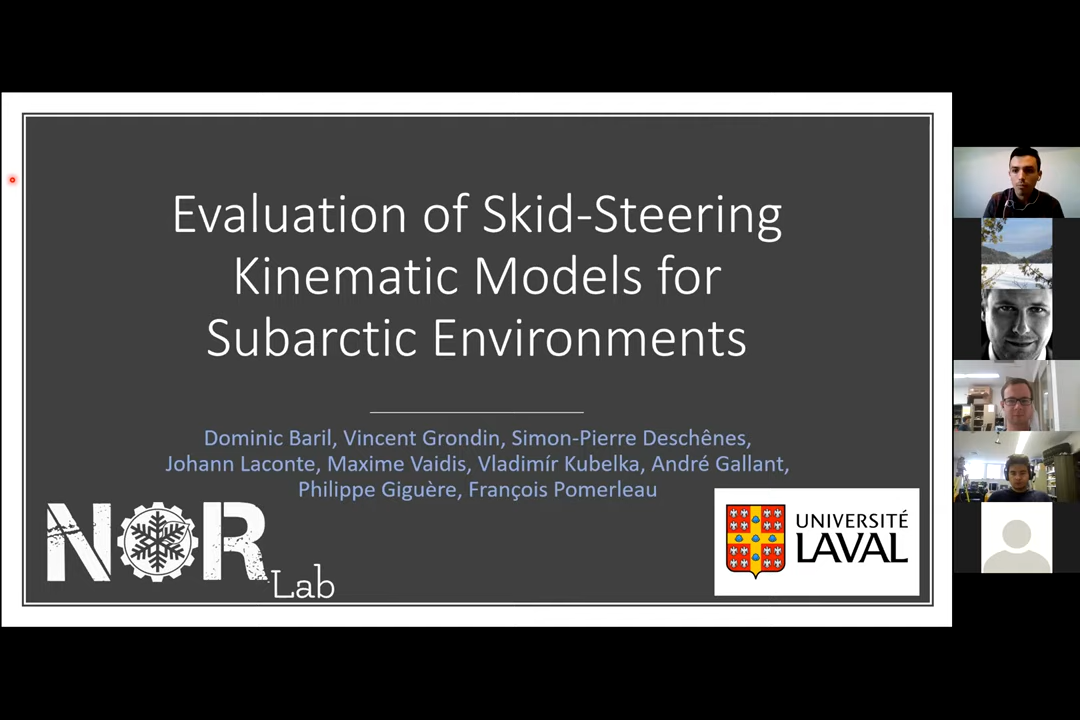 Evaluation of Skid-Steering
Kinematic Models for
Subarctic Environments
Dominic Baril, Vincent Grondin, Simon-Pierre Deschênes,
Johann Laconte, Maxime Vaidis, Vladimír Kubelka, André Gallant,
Philippe Giguère, François Pomerleau
NOR Lab
UNIVERSITÉ
LAVAL